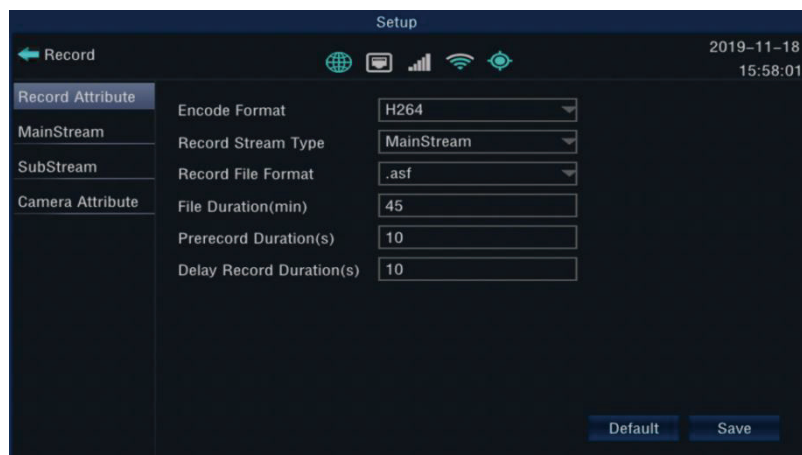 Setup
Record
2019-11-18
15:58:01
Record Attribute
MainStream
SubStream
Camera Attribute
Encode Format H264
Record Stream Type MainStream
Record File Format .asf
File Duration(min) 45
Prerecord Duration(s) 10
Delay Record Duration(s) 10
Default Save